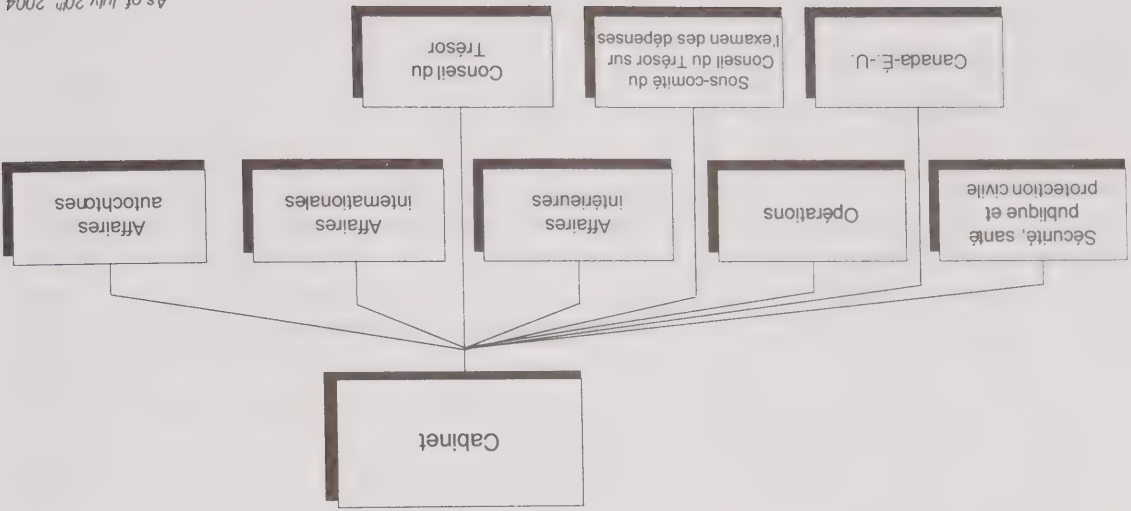 Cabinet
Sécurité, santé
publique et
protection civile
Opérations
Affaires
intérieures
Affaires
internationales
Affaires
autochtones
Canada-É.-U.
Sous-comité du
Conseil du Trésor sur
l'examen des dépenses
Conseil du
Trésor
As of July 20th 2004